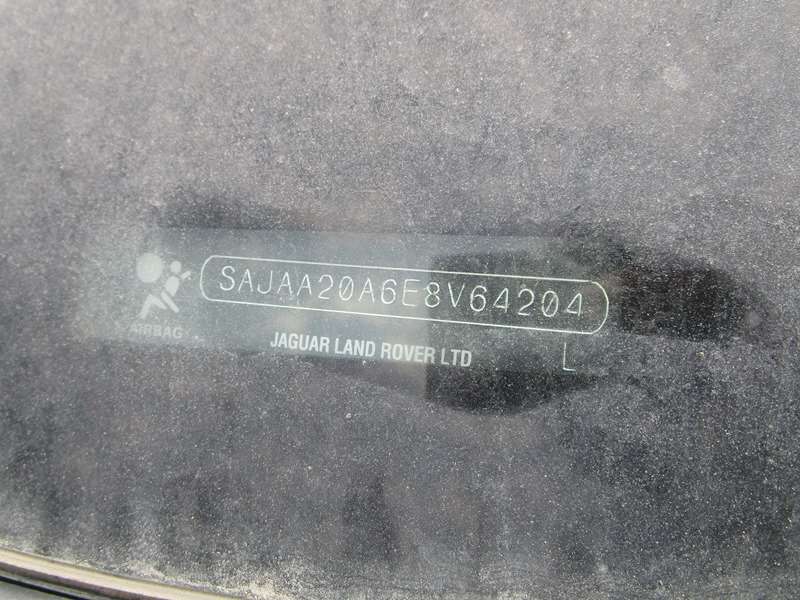 SAJAA20A6E8V64204
AIRBAG
JAGUAR LAND ROVER LTD
L